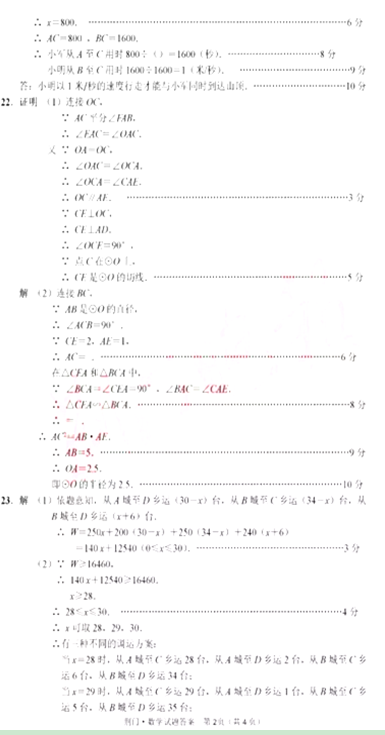 ∴ x=800. ……6分
∴ AC=800, BC=1600.
∴ 小军从A至C用时800÷()=1600(秒). ……8分
小明从B至C用时1600÷1600=1(米/秒). ……9分
答:小明以1米/秒的速度行走才能与小军同时到达山顶. ……10分
22. 证明 (1)连接OC,
∵ AC平分∠FAB,
∴ ∠FAC=∠OAC.
又∵ OA=OC,
∴ ∠OAC=∠OCA.
∴ ∠OCA=∠CAE.
∴ OC∥AE. ……3分
∵ CE⊥OC,
∴ CE⊥AD.
∴ ∠OCE=90°,
∵ 点C在⊙O上,
∴ CE是⊙O的切线. ……5分
解 (2)连接BC,
∵ AB是⊙O的直径,
∴ ∠ACB=90°.
∵ CE=2, AE=1,
∴ AC= . ……6分
在△CEA和△BCA中,
∵ ∠BCA=∠CEA=90°, ∠BAC=∠CAE.
∴ △CEA∽△BCA. ……8分
∴ = .
∴ AC²=AB·AE.
∴ AB=5. ……9分
∴ OA=2.5.
即⊙O的半径为2.5. ……10分
23. 解 (1)依题意知,从A城至D乡运(30-x)台,从B城至C乡运(34-x)台,从
B城至D乡运(x+6)台.
∴ W=250x+200(30-x)+250(34-x)+240(x+6)
=140x+12540(0≤x≤30). ……3分
(2)∵ W≥16460,
∴ 140x+12540≥16460.
x≥28.
∴ 28≤x≤30. ……4分
∴ x可取28, 29, 30.
∴有三种不同的调运方案:
当x=28时,从A城至C乡运28台,从A城至D乡运2台,从B城至C乡
运6台,从B城至D乡运34台;
当x=29时,从A城至C乡运29台,从A城至D乡运1台,从B城至C乡
运5台,从B城至D乡运35台;
荆门·数学试题答案 第2页(共4页)